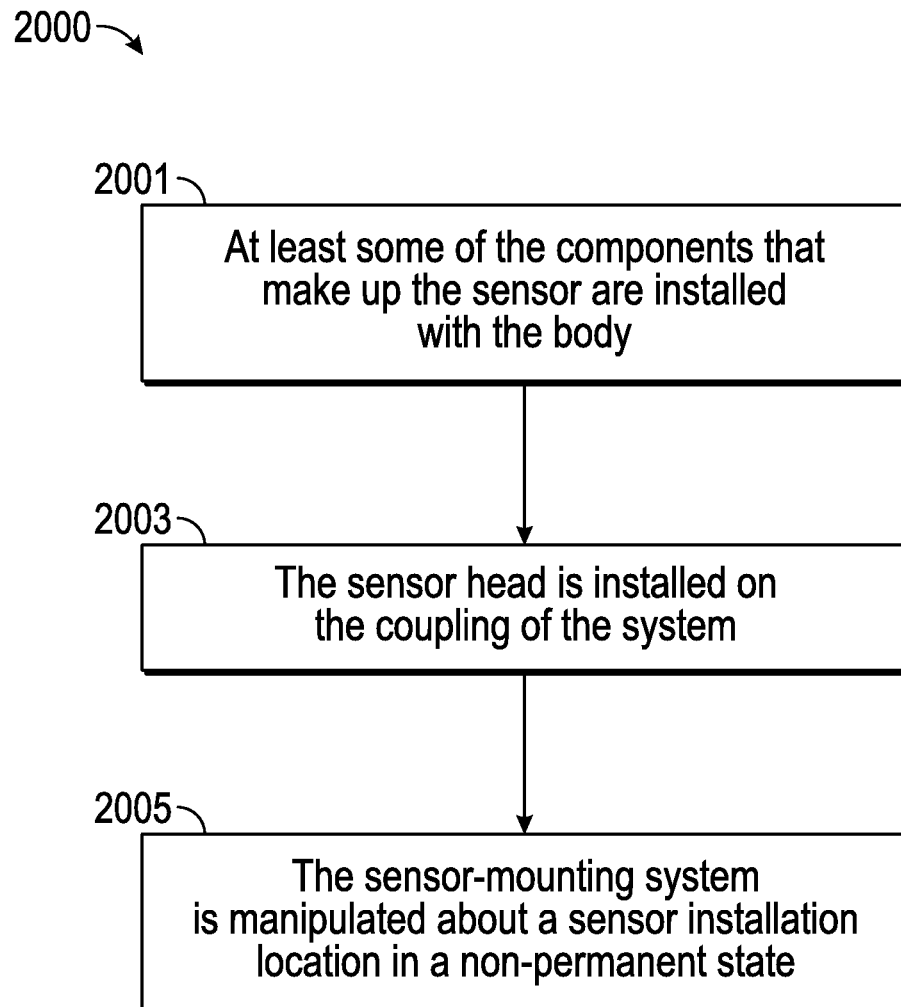 2000
2001
At least some of the components that
make up the sensor are installed
with the body
2003
The sensor head is installed on
the coupling of the system
2005
The sensor-mounting system
is manipulated about a sensor installation
location in a non-permanent state